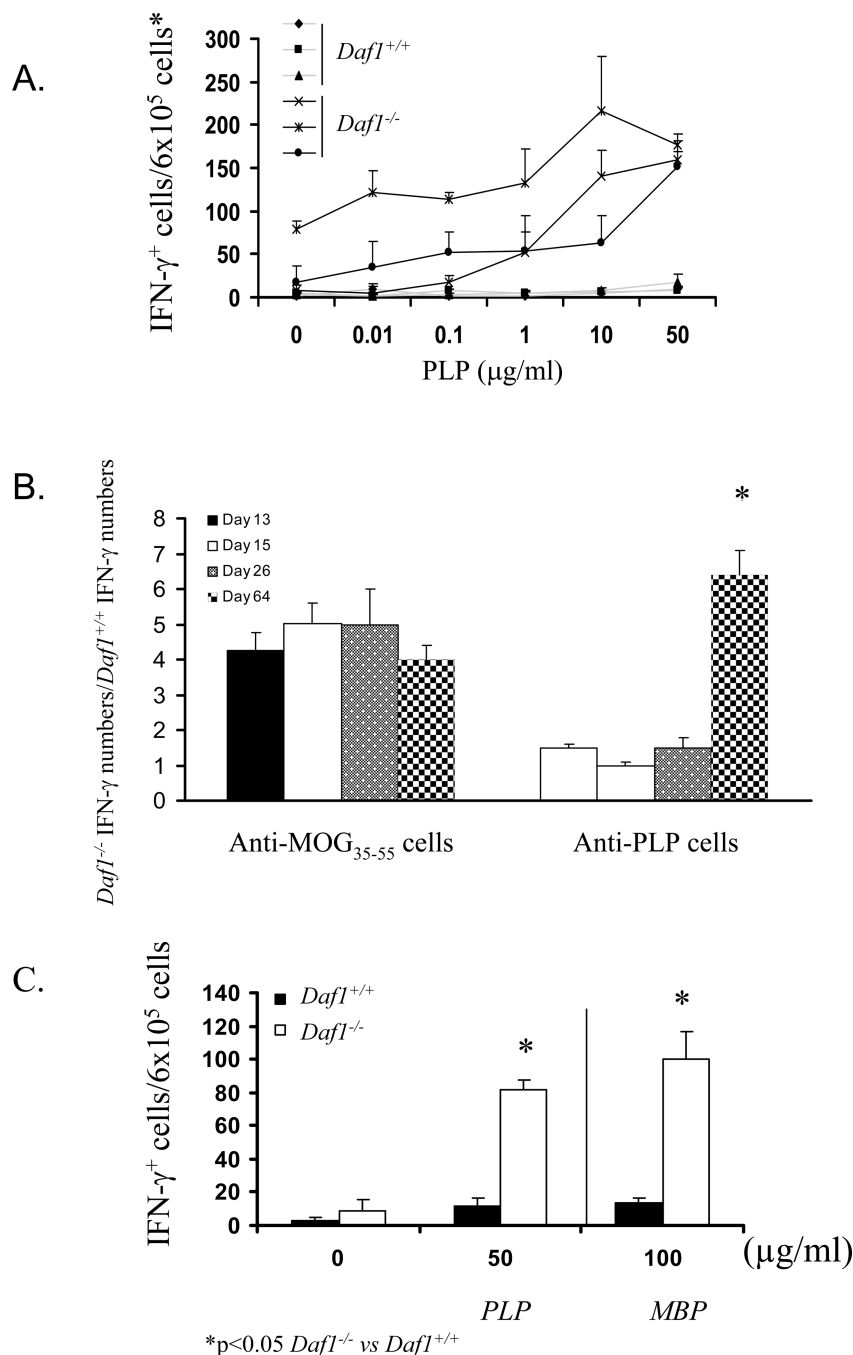 A.
IFN-γ⁺ cells/6x10⁵ cells*
300
250
200
150
100
50
0
Daf1⁺/⁺
Daf1⁻/⁻
0 0.01 0.1 1 10 50
PLP (μg/ml)
B.
Daf1⁻/⁻ IFN-γ numbers/Daf1⁺/⁺ IFN-γ numbers
8
7
6
5
4
3
2
1
0
Day 13
Day 15
Day 26
Day 64
*
Anti-MOG₃₅₋₅₅ cells Anti-PLP cells
C.
IFN-γ⁺ cells/6x10⁵ cells
140
120
100
80
60
40
20
0
Daf1⁺/⁺
Daf1⁻/⁻
* *
0 50 100 (μg/ml)
PLP MBP
*p<0.05 Daf1⁻/⁻ vs Daf1⁺/⁺